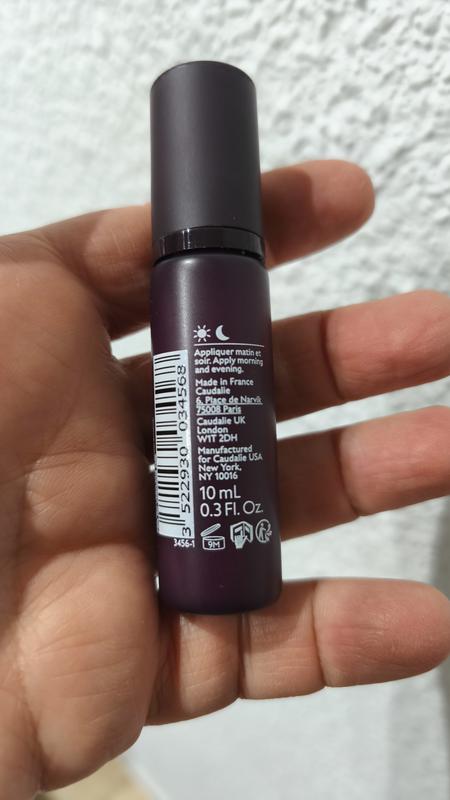 Appliquer matin et
soir. Apply morning
and evening.
Made in France
Caudalie
6, Place de Narvik
75008 Paris
Caudalie UK
London
W1T 2DH
Manufactured
for Caudalie USA
New York,
NY 10016
10 mL
0.3 Fl. Oz.
3 522930 034568
3456-1
9M